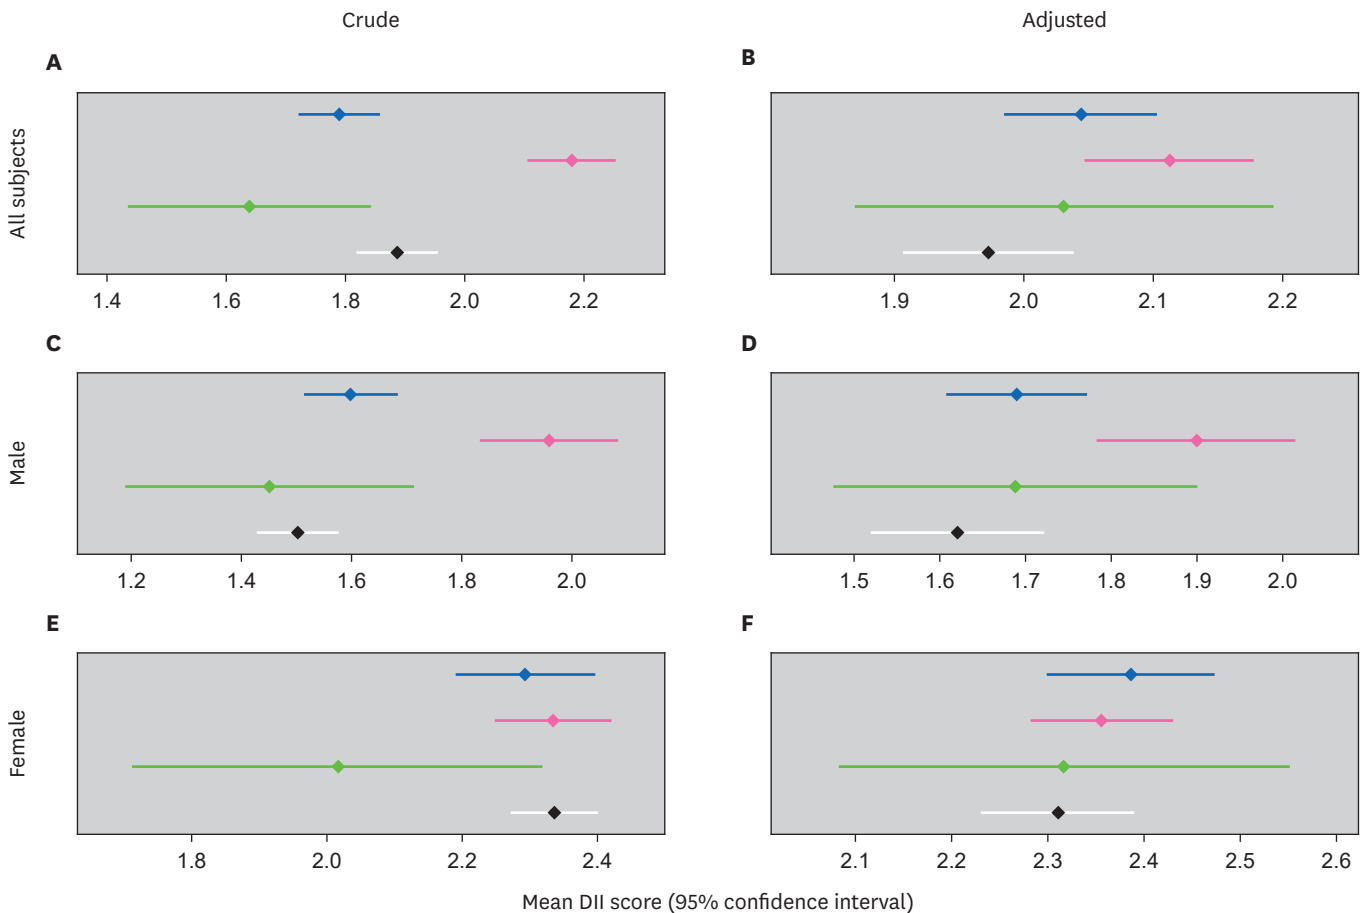 Crude Adjusted
A B
All subjects
1.4 1.6 1.8 2.0 2.2 1.9 2.0 2.1 2.2
C D
Male
1.2 1.4 1.6 1.8 2.0 1.5 1.6 1.7 1.8 1.9 2.0
E F
Female
1.8 2.0 2.2 2.4 2.1 2.2 2.3 2.4 2.5 2.6
Mean DII score (95% confidence interval)